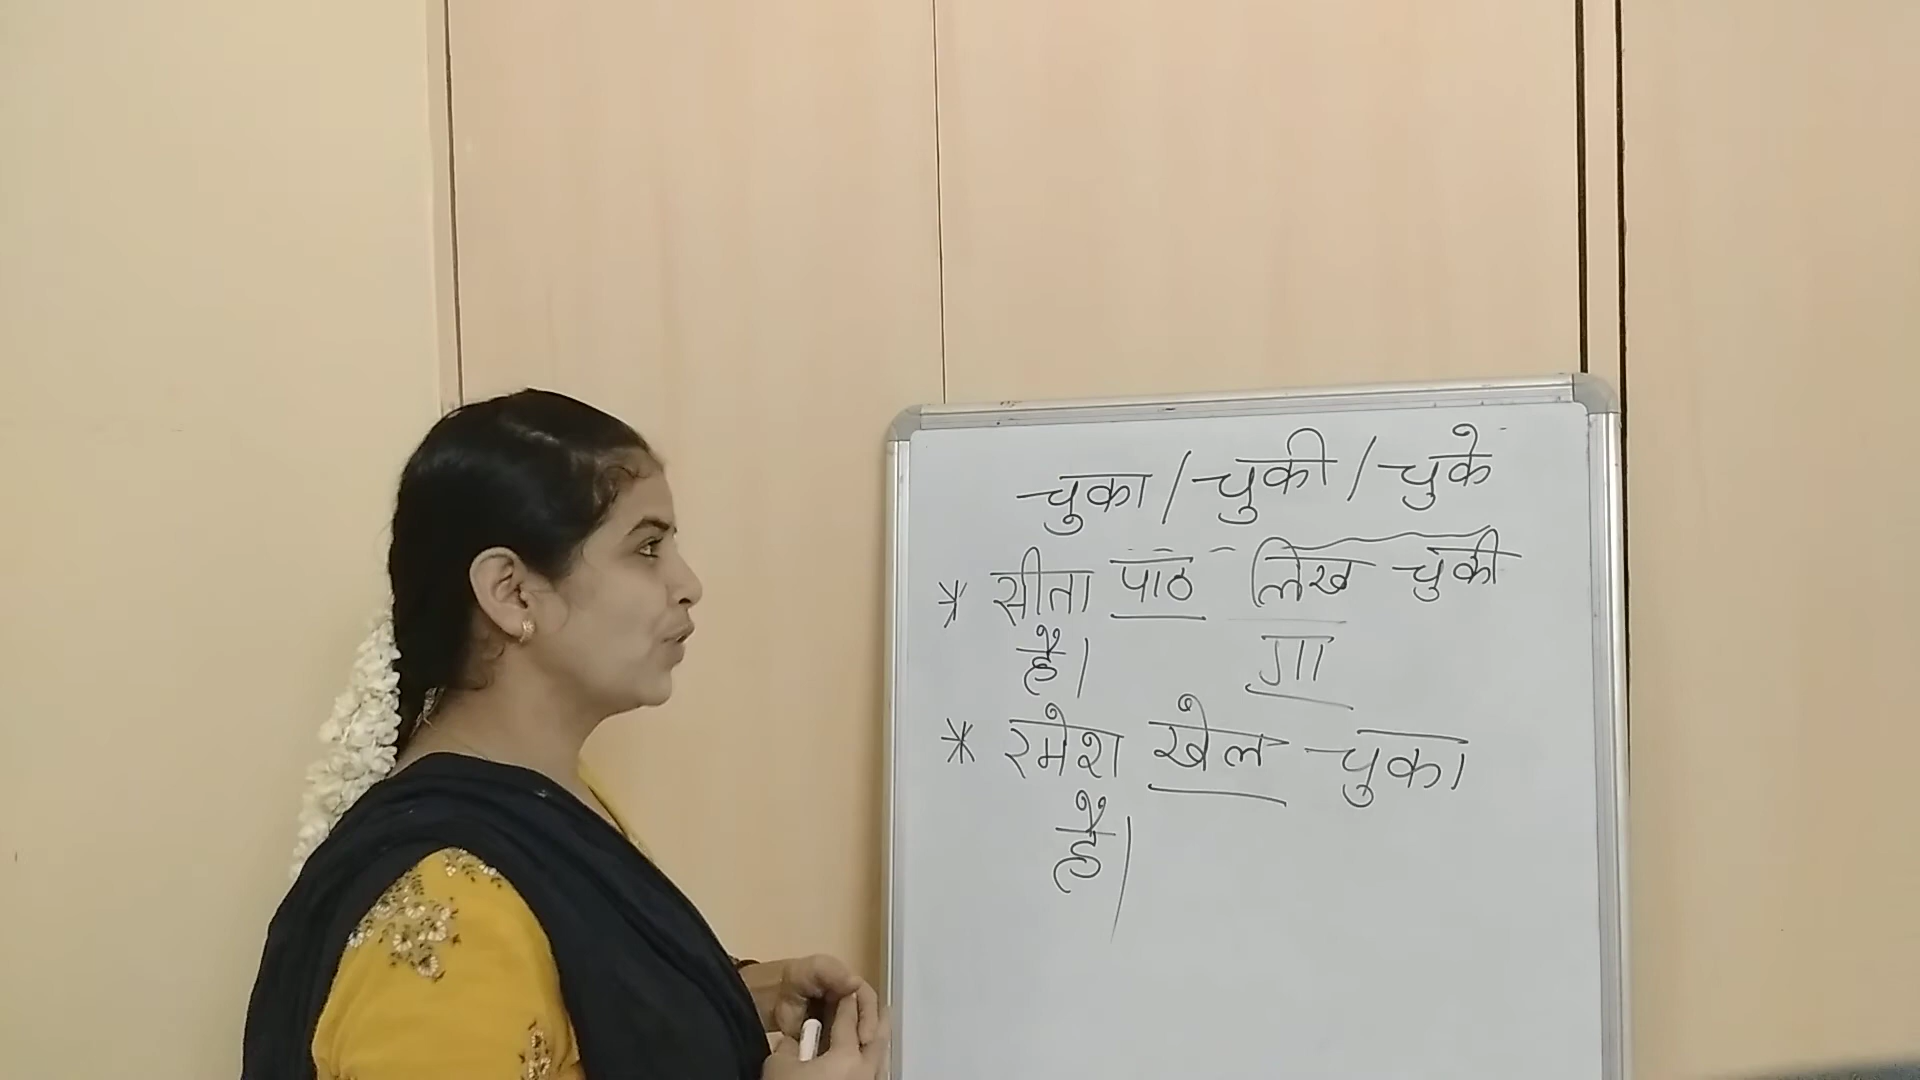 चुका / चुकी / चुके
* सीता पाठ लिख चुकी
है। गा
* रमेश खेल चुका
है।